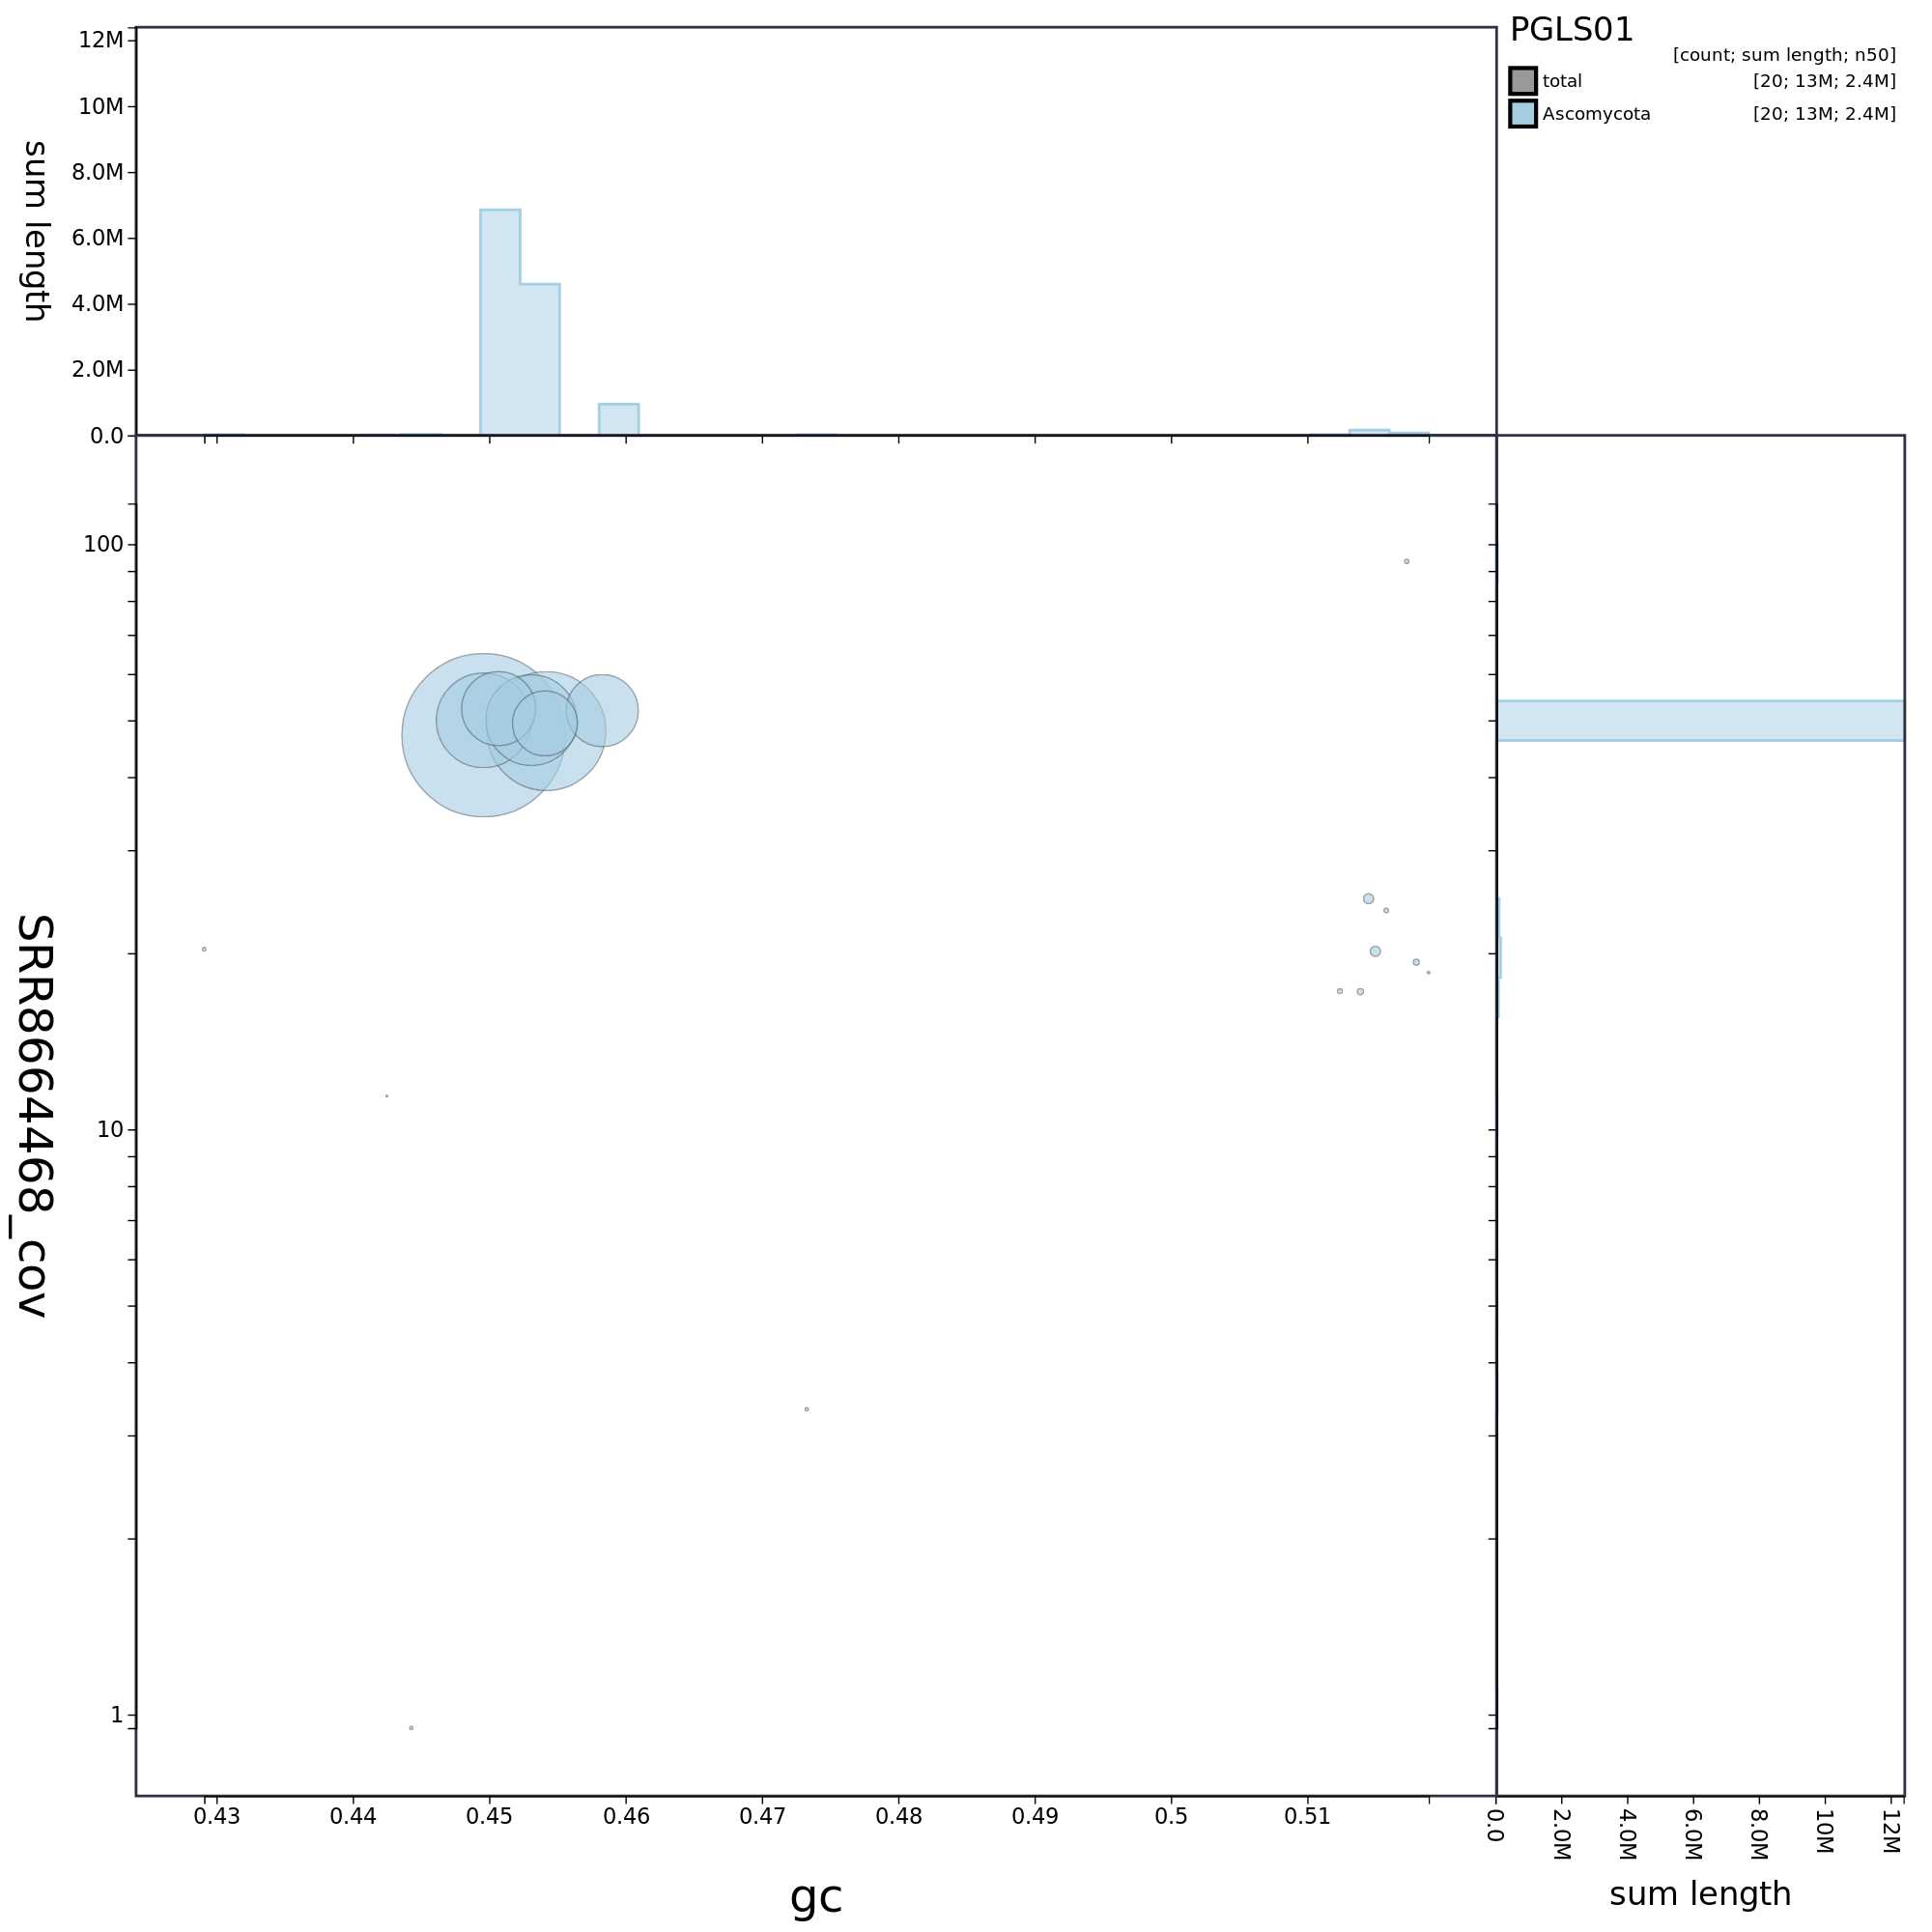 PGLS01
[count; sum length; n50]
total [20; 13M; 2.4M]
Ascomycota [20; 13M; 2.4M]
sum length
12M
10M
8.0M
6.0M
4.0M
2.0M
0.0
SRR8664468_cov
100
10
1
0.43 0.44 0.45 0.46 0.47 0.48 0.49 0.5 0.51
gc
0.0 2.0M 4.0M 6.0M 8.0M 10M 12M
sum length